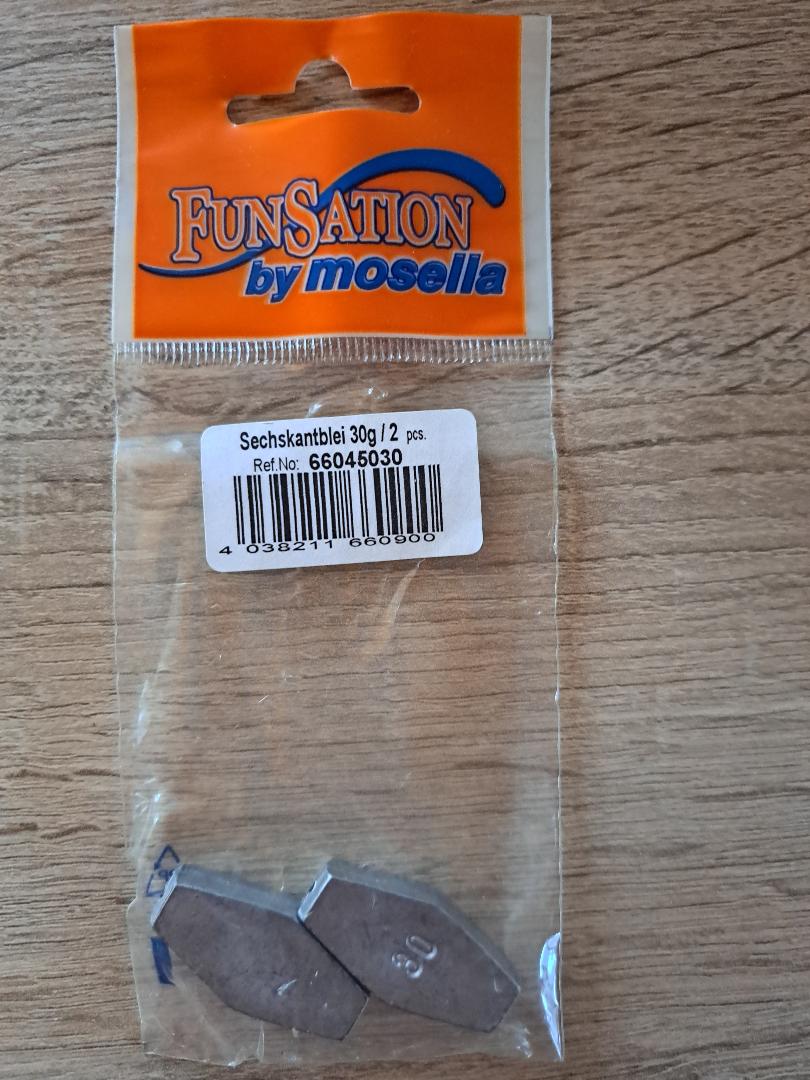 FUNSATION
by mosella
Sechskantblei 30g / 2 pcs.
Ref.No: 66045030
4 038211 660900
30